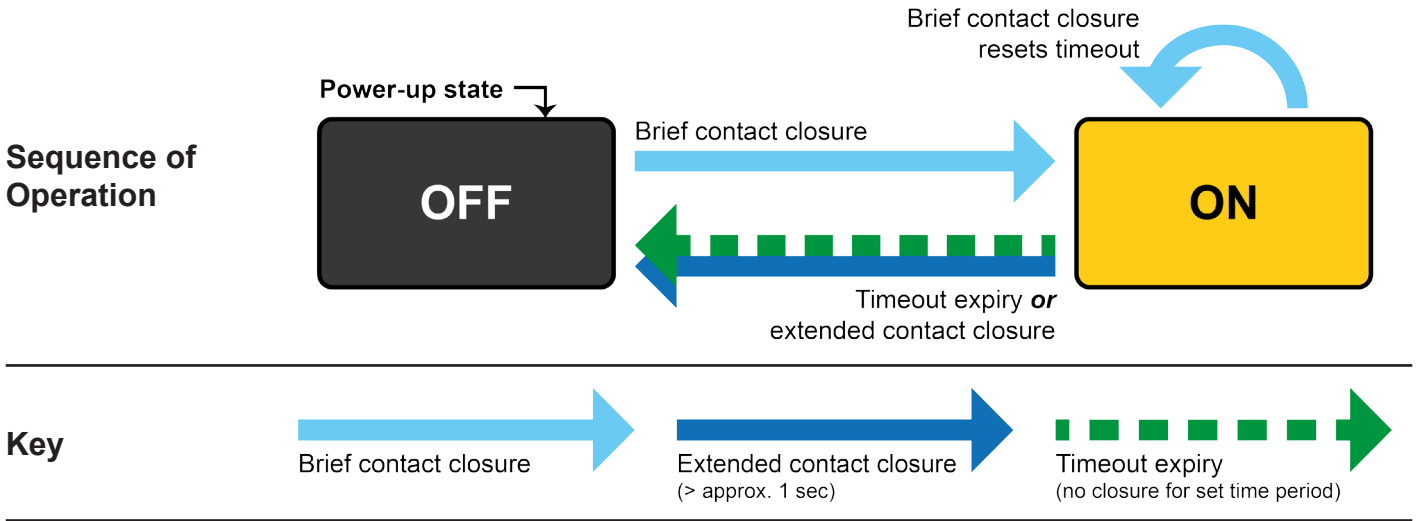 Brief contact closure
resets timeout
Power-up state
Brief contact closure
Sequence of
Operation
OFF
ON
Timeout expiry or
extended contact closure
Key
Brief contact closure
Extended contact closure
(> approx. 1 sec)
Timeout expiry
(no closure for set time period)